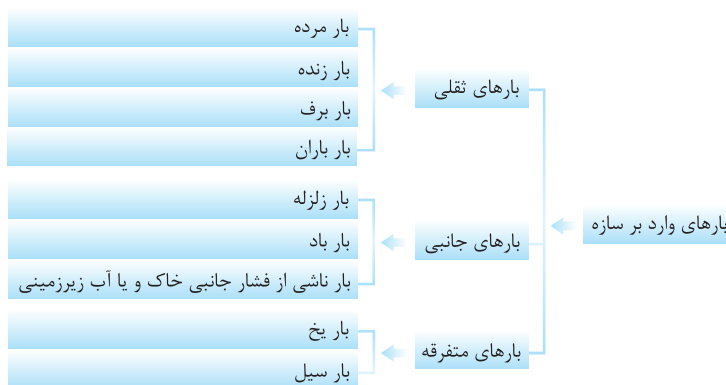 بارهای وارد بر سازه
بارهای ثقلی
بار مرده
بار زنده
بار برف
بار باران
بارهای جانبی
بار زلزله
بار باد
بار ناشی از فشار جانبی خاک و یا آب زیرزمینی
بارهای متفرقه
بار یخ
بار سیل